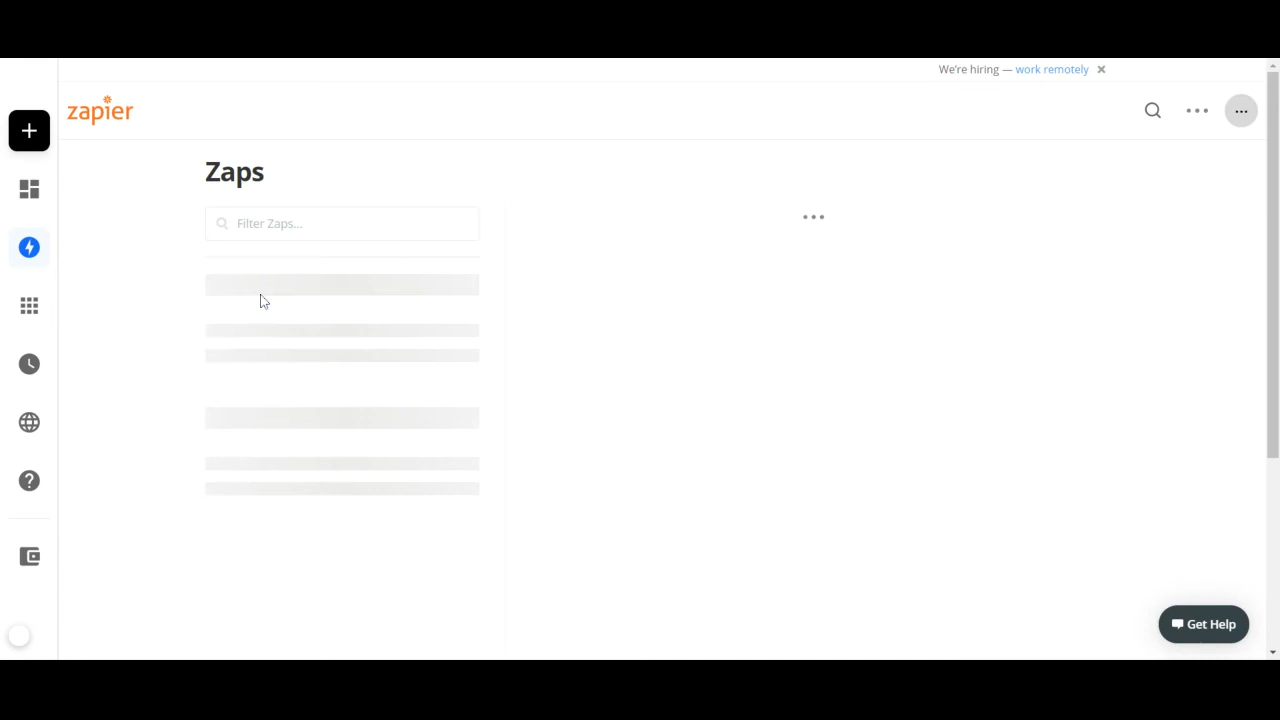 We're hiring — work remotely
zapier
Zaps
Filter Zaps...
Get Help